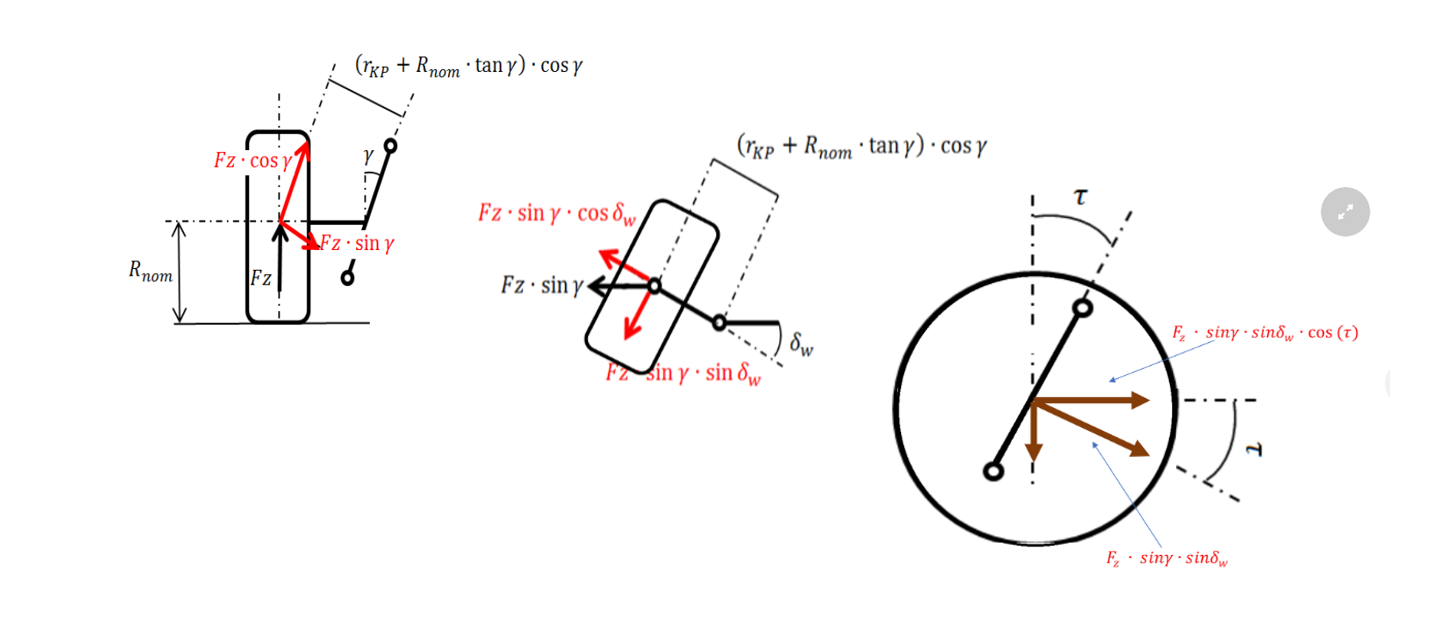 (r_KP + R_nom · tan γ) · cos γ
Fz · cos γ
γ
Fz · sin γ
R_nom
Fz
(r_KP + R_nom · tan γ) · cos γ
Fz · sin γ · cos δ_w
Fz · sin γ
δ_w
Fz sin γ · sin δ_w
τ
F_z · sinγ · sinδ_w · cos (τ)
τ
F_z · sinγ · sinδ_w